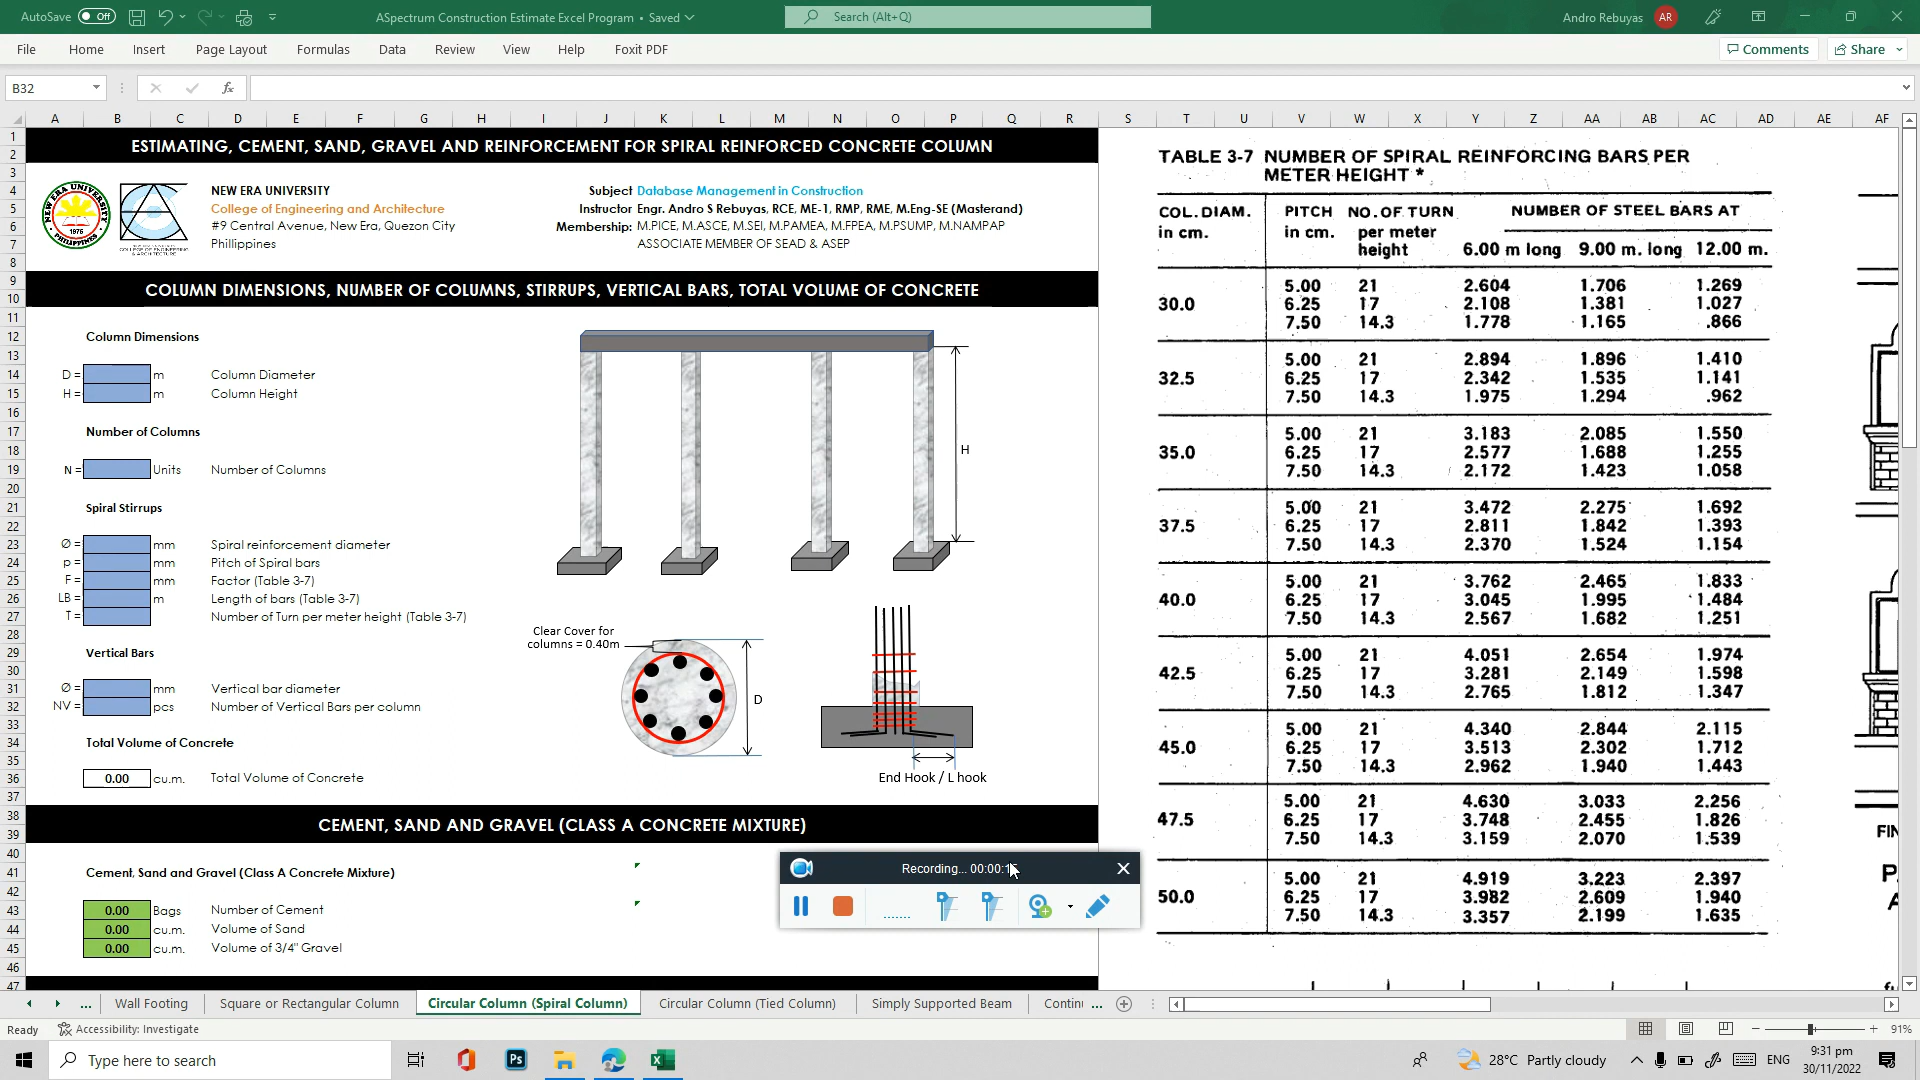 AutoSave Off
ASpectrum Construction Estimate Excel Program • Saved
Search (Alt+Q)
Andro Rebuyas AR
File Home Insert Page Layout Formulas Data Review View Help Foxit PDF
Comments Share
B32 fx
A B C D E F G H I J K L M N O P Q R S T U V W X Y Z AA AB AC AD AE AF
ESTIMATING, CEMENT, SAND, GRAVEL AND REINFORCEMENT FOR SPIRAL REINFORCED CONCRETE COLUMN
NEW ERA UNIVERSITY
College of Engineering and Architecture
#9 Central Avenue, New Era, Quezon City
Phillippines
Subject Database Management in Construction
Instructor Engr. Andro S Rebuyas, RCE, ME-1, RMP, RME, M.Eng-SE (Masterand)
Membership: M.PICE, M.ASCE, M.SEI, M.PAMEA, M.FPEA, M.PSUMP, M.NAMPAP
ASSOCIATE MEMBER OF SEAD & ASEP
COLUMN DIMENSIONS, NUMBER OF COLUMNS, STIRRUPS, VERTICAL BARS, TOTAL VOLUME OF CONCRETE
Column Dimensions
D = m Column Diameter
H = m Column Height
Number of Columns
N = Units Number of Columns
Spiral Stirrups
Ø = mm Spiral reinforcement diameter
p = mm Pitch of Spiral bars
F = mm Factor (Table 3-7)
LB = m Length of bars (Table 3-7)
T = Number of Turn per meter height (Table 3-7)
Vertical Bars
Ø = mm Vertical bar diameter
NV = pcs Number of Vertical Bars per column
Total Volume of Concrete
0.00 cu.m. Total Volume of Concrete
H
Clear Cover for
columns = 0.40m
D
End Hook / L hook
CEMENT, SAND AND GRAVEL (CLASS A CONCRETE MIXTURE)
Cement, Sand and Gravel (Class A Concrete Mixture)
0.00 Bags Number of Cement
0.00 cu.m. Volume of Sand
0.00 cu.m. Volume of 3/4" Gravel
TABLE 3-7 NUMBER OF SPIRAL REINFORCING BARS PER
METER HEIGHT *
COL. DIAM. PITCH NO. OF TURN NUMBER OF STEEL BARS AT
in cm. in cm. per meter
height 6.00 m long 9.00 m. long 12.00 m.
5.00 21 2.604 1.706 1.269
30.0 6.25 17 2.108 1.381 1.027
7.50 14.3 1.778 1.165 .866
5.00 21 2.894 1.896 1.410
32.5 6.25 17 2.342 1.535 1.141
7.50 14.3 1.975 1.294 .962
5.00 21 3.183 2.085 1.550
35.0 6.25 17 2.577 1.688 1.255
7.50 14.3 2.172 1.423 1.058
5.00 21 3.472 2.275 1.692
37.5 6.25 17 2.811 1.842 1.393
7.50 14.3 2.370 1.524 1.154
5.00 21 3.762 2.465 1.833
40.0 6.25 17 3.045 1.995 1.484
7.50 14.3 2.567 1.682 1.251
5.00 21 4.051 2.654 1.974
42.5 6.25 17 3.281 2.149 1.598
7.50 14.3 2.765 1.812 1.347
5.00 21 4.340 2.844 2.115
45.0 6.25 17 3.513 2.302 1.712
7.50 14.3 2.962 1.940 1.443
5.00 21 4.630 3.033 2.256
47.5 6.25 17 3.748 2.455 1.826
7.50 14.3 3.159 2.070 1.539
5.00 21 4.919 3.223 2.397
50.0 6.25 17 3.982 2.609 1.940
7.50 14.3 3.357 2.199 1.635
FIN
P
A
Recording... 00:00:1
... Wall Footing Square or Rectangular Column Circular Column (Spiral Column) Circular Column (Tied Column) Simply Supported Beam Contin ...
Ready Accessibility: Investigate 91%
Type here to search
28°C Partly cloudy ENG 9:31 pm
30/11/2022